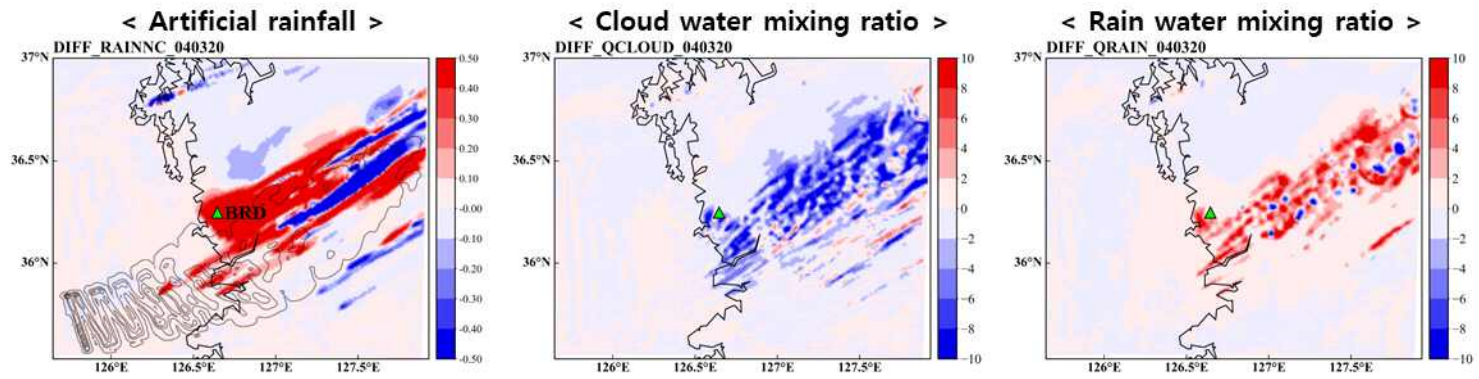 < Artificial rainfall >
DIFF_RAINNC_040320
37°N
36.5°N
36°N
126°E 126.5°E 127°E 127.5°E
BRD
0.50
0.40
0.30
0.20
0.10
-0.00
-0.10
-0.20
-0.30
-0.40
-0.50
< Cloud water mixing ratio >
DIFF_QCLOUD_040320
37°N
36.5°N
36°N
126°E 126.5°E 127°E 127.5°E
10
8
6
4
2
0
−2
−4
−6
−8
−10
< Rain water mixing ratio >
DIFF_QRAIN_040320
37°N
36.5°N
36°N
126°E 126.5°E 127°E 127.5°E
10
8
6
4
2
0
−2
−4
−6
−8
−10